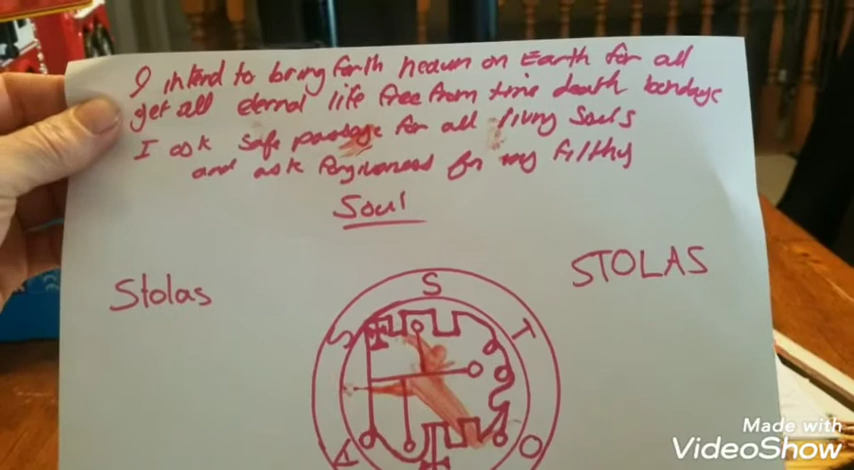 I intend to bring forth heaven on Earth for all
get all eternal life free from time death bondage
I ask safe passage for all living souls
and ask forgiveness for my filthy
Soul
Stolas
STOLAS
S
T
O
A
S
Made with
VideoShow